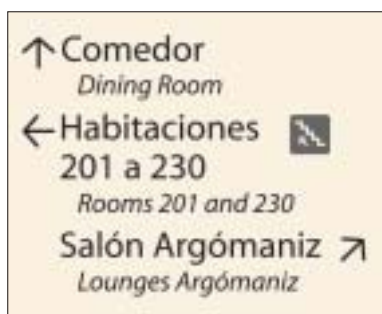 ↑ Comedor
Dining Room
← Habitaciones
201 a 230
Rooms 201 and 230
Salón Argómaniz ↗
Lounges Argómaniz